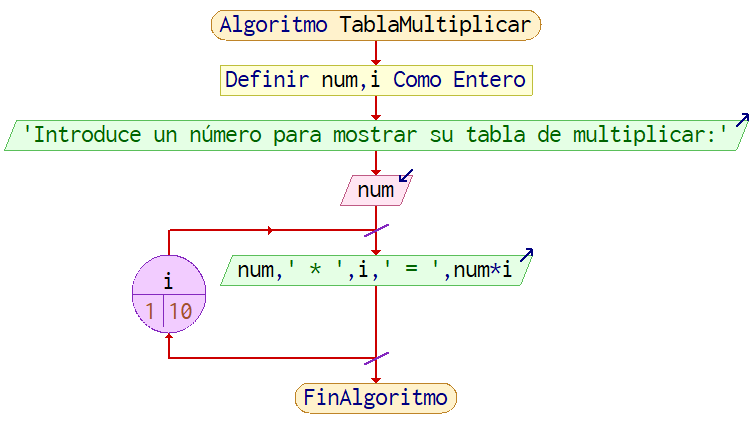 Algoritmo TablaMultiplicar
Definir num,i Como Entero
'Introduce un número para mostrar su tabla de multiplicar:'
num
num,' * ',i,' = ',num*i
i
1 10
FinAlgoritmo